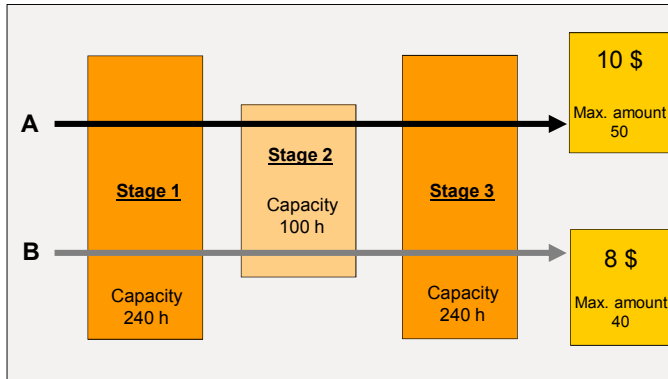 10 $
Max. amount
50
A
Stage 2
Stage 1
Stage 3
Capacity
100 h
B
8 $
Capacity
240 h
Capacity
240 h
Max. amount
40